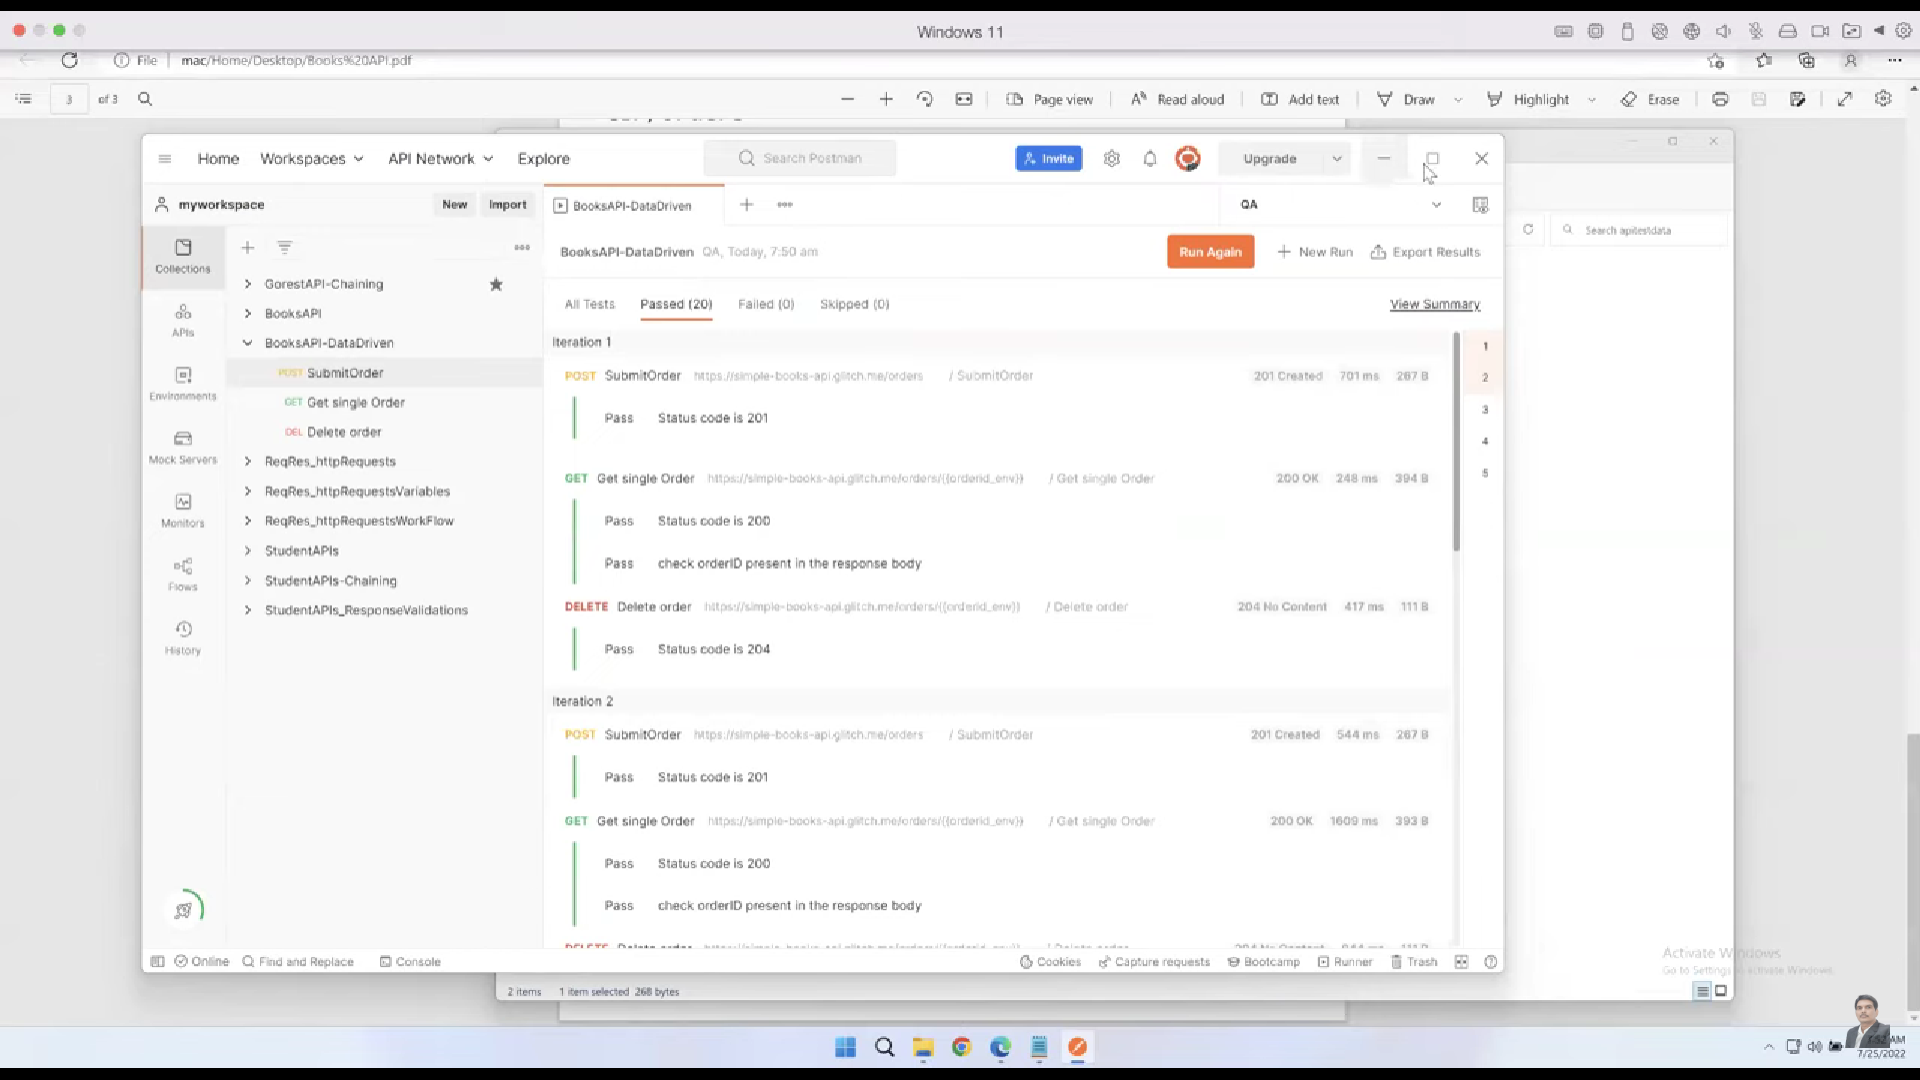 Windows 11
File mac/Home/Desktop/Books%20API.pdf
3 of 3 Page view Read aloud Add text Draw Highlight Erase
Home Workspaces API Network Explore Search Postman Invite Upgrade
myworkspace New Import BooksAPI-DataDriven QA
Search apitestdata
BooksAPI-DataDriven QA, Today, 7:50 am Run Again New Run Export Results
All Tests Passed (20) Failed (0) Skipped (0) View Summary
Collections
APIs
Environments
Mock Servers
Monitors
Flows
History
GorestAPI-Chaining
BooksAPI
BooksAPI-DataDriven
POST SubmitOrder
GET Get single Order
DEL Delete order
ReqRes_httpRequests
ReqRes_httpRequestsVariables
ReqRes_httpRequestsWorkFlow
StudentAPIs
StudentAPIs-Chaining
StudentAPIs_ResponseValidations
Iteration 1
POST SubmitOrder https://simple-books-api.glitch.me/orders / SubmitOrder 201 Created 701 ms 287 B
Pass Status code is 201
GET Get single Order https://simple-books-api.glitch.me/orders/{{orderid_env}} / Get single Order 200 OK 248 ms 394 B
Pass Status code is 200
Pass check orderID present in the response body
DELETE Delete order https://simple-books-api.glitch.me/orders/{{orderid_env}} / Delete order 204 No Content 417 ms 111 B
Pass Status code is 204
Iteration 2
POST SubmitOrder https://simple-books-api.glitch.me/orders / SubmitOrder 201 Created 544 ms 287 B
Pass Status code is 201
GET Get single Order https://simple-books-api.glitch.me/orders/{{orderid_env}} / Get single Order 200 OK 1609 ms 393 B
Pass Status code is 200
Pass check orderID present in the response body
1
2
3
4
5
Online Find and Replace Console Cookies Capture requests Bootcamp Runner Trash
Activate Windows
Go to Settings to activate Windows.
2 items 1 item selected 268 bytes
7/25/2022